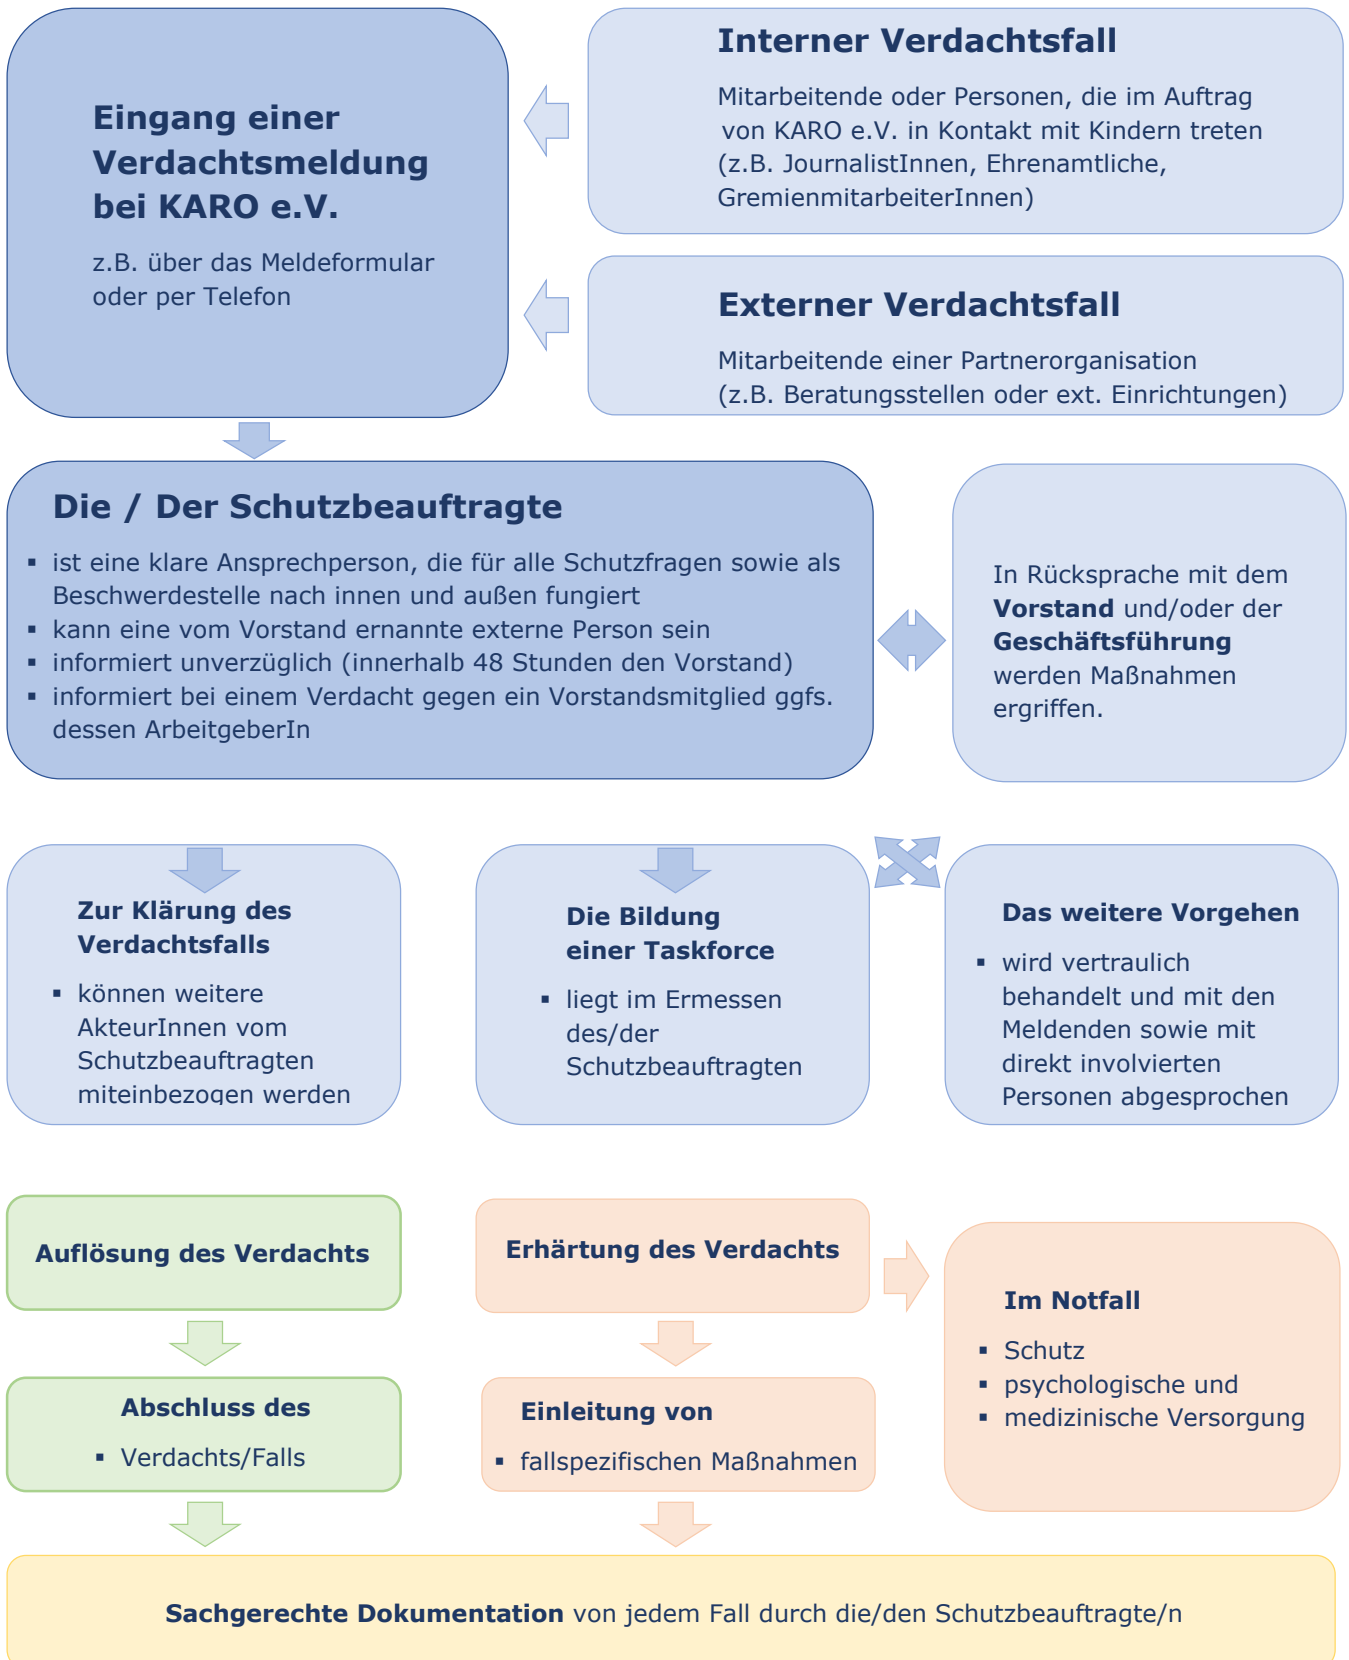 Eingang einer
Verdachtsmeldung
bei KARO e.V.
z.B. über das Meldeformular
oder per Telefon
Interner Verdachtsfall
Mitarbeitende oder Personen, die im Auftrag
von KARO e.V. in Kontakt mit Kindern treten
(z.B. JournalistInnen, Ehrenamtliche,
GremienmitarbeiterInnen)
Externer Verdachtsfall
Mitarbeitende einer Partnerorganisation
(z.B. Beratungsstellen oder ext. Einrichtungen)
Die / Der Schutzbeauftragte
▪ ist eine klare Ansprechperson, die für alle Schutzfragen sowie als
Beschwerdestelle nach innen und außen fungiert
▪ kann eine vom Vorstand ernannte externe Person sein
▪ informiert unverzüglich (innerhalb 48 Stunden den Vorstand)
▪ informiert bei einem Verdacht gegen ein Vorstandsmitglied ggfs.
dessen ArbeitgeberIn
In Rücksprache mit dem
Vorstand und/oder der
Geschäftsführung
werden Maßnahmen
ergriffen.
Zur Klärung des
Verdachtsfalls
▪ können weitere
AkteurInnen vom
Schutzbeauftragten
miteinbezogen werden
Die Bildung
einer Taskforce
▪ liegt im Ermessen
des/der
Schutzbeauftragten
Das weitere Vorgehen
▪ wird vertraulich
behandelt und mit den
Meldenden sowie mit
direkt involvierten
Personen abgesprochen
Auflösung des Verdachts
Erhärtung des Verdachts
Im Notfall
▪ Schutz
▪ psychologische und
▪ medizinische Versorgung
Abschluss des
▪ Verdachts/Falls
Einleitung von
▪ fallspezifischen Maßnahmen
Sachgerechte Dokumentation von jedem Fall durch die/den Schutzbeauftragte/n